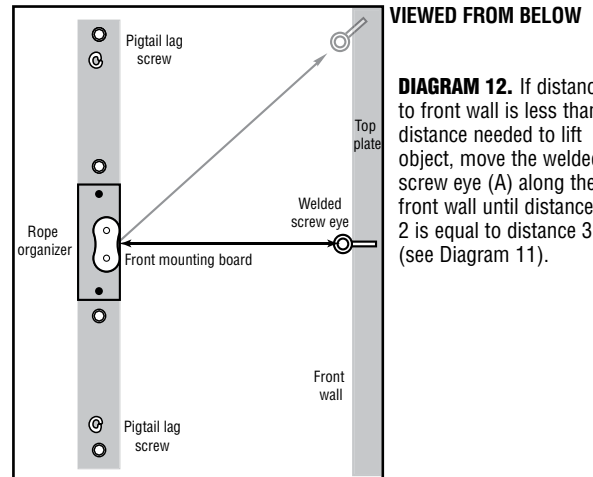 VIEWED FROM BELOW
Pigtail lag
screw
Top
plate
Welded
screw eye
Rope
organizer
Front mounting board
Front
wall
Pigtail lag
screw
DIAGRAM 12. If distanc
to front wall is less than
distance needed to lift
object, move the welded
screw eye (A) along the
front wall until distance
2 is equal to distance 3
(see Diagram 11).